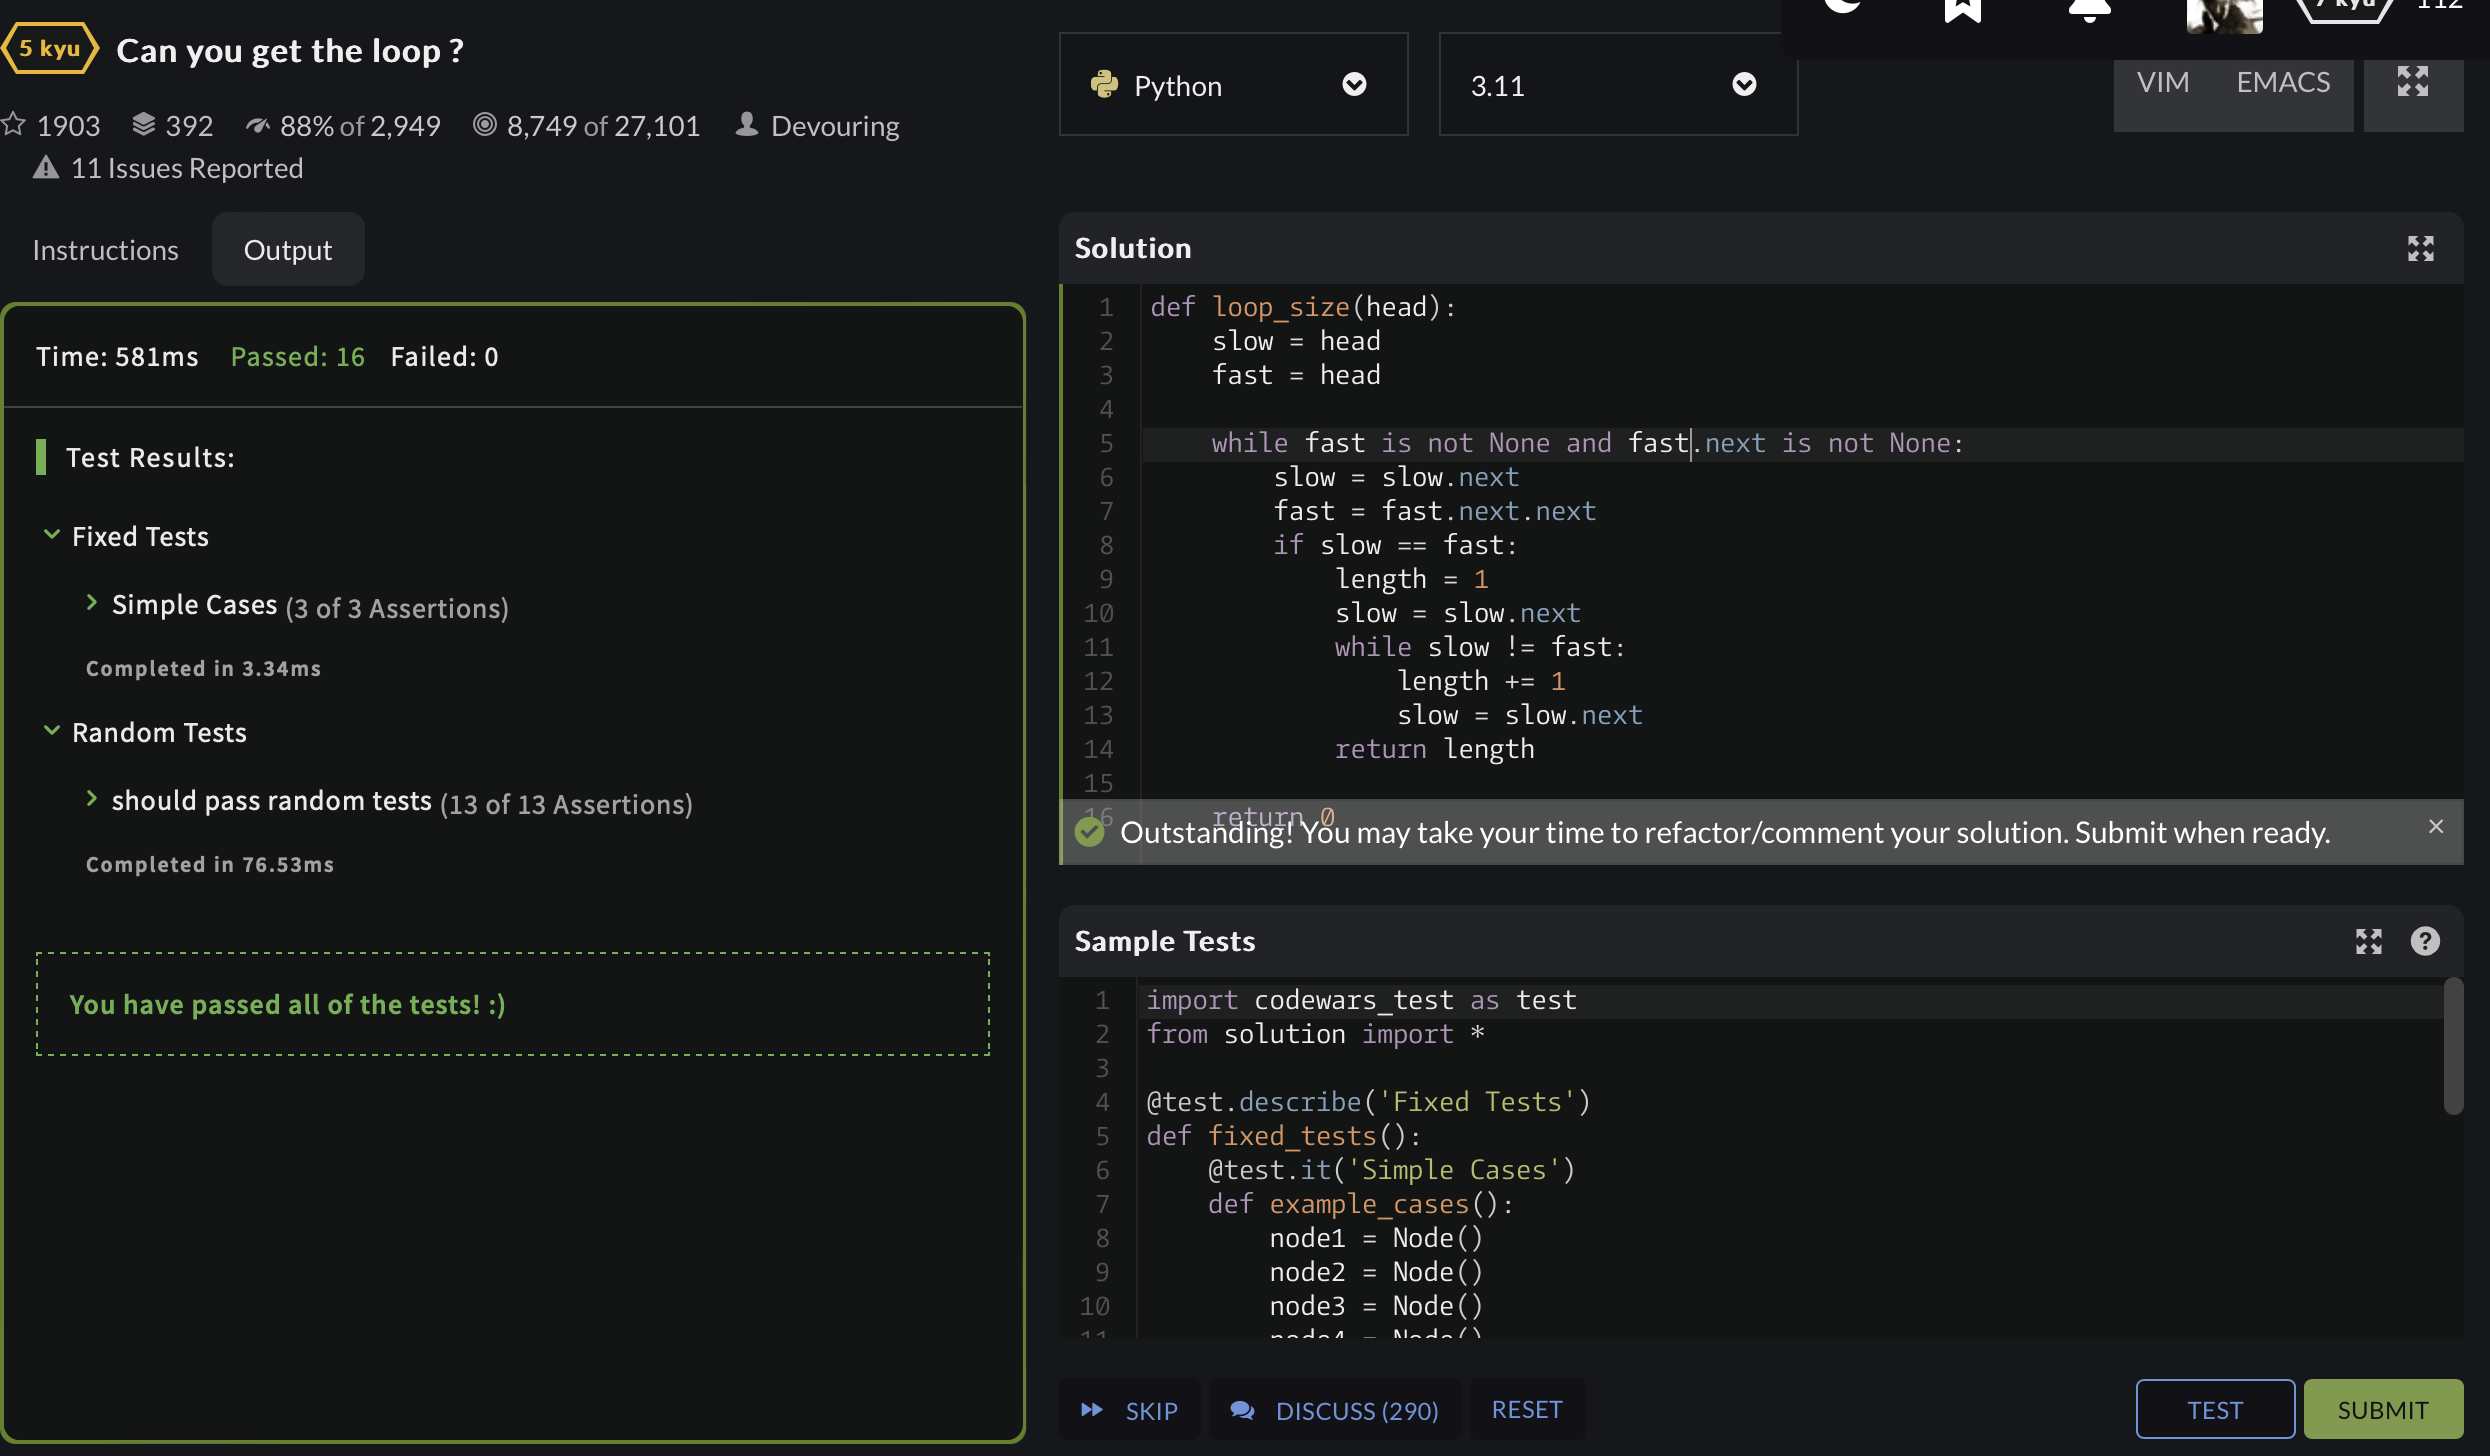 5 kyu Can you get the loop ?
1903 392 88% of 2,949 8,749 of 27,101 Devouring
11 Issues Reported
Instructions Output
Time: 581ms Passed: 16 Failed: 0
Test Results:
Fixed Tests
Simple Cases (3 of 3 Assertions)
Completed in 3.34ms
Random Tests
should pass random tests (13 of 13 Assertions)
Completed in 76.53ms
You have passed all of the tests! :)
7 kyu 112
Python 3.11 VIM EMACS
Solution
1 def loop_size(head):
2     slow = head
3     fast = head
4
5     while fast is not None and fast.next is not None:
6         slow = slow.next
7         fast = fast.next.next
8         if slow == fast:
9             length = 1
10             slow = slow.next
11             while slow != fast:
12                 length += 1
13                 slow = slow.next
14             return length
15
16     return 0
Outstanding! You may take your time to refactor/comment your solution. Submit when ready. ×
Sample Tests ?
1 import codewars_test as test
2 from solution import *
3
4 @test.describe('Fixed Tests')
5 def fixed_tests():
6     @test.it('Simple Cases')
7     def example_cases():
8         node1 = Node()
9         node2 = Node()
10         node3 = Node()
11         node4 = Node()
SKIP DISCUSS (290) RESET TEST SUBMIT